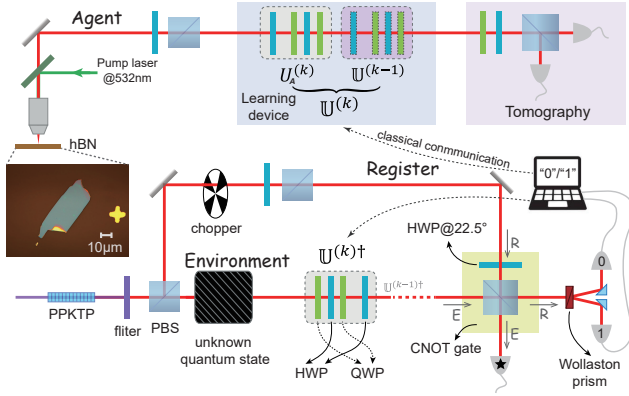 Agent
Pump laser
@532nm
hBN
10μm
U_A^(k)
𝕌^(k-1)
𝕌^(k)
Learning
device
Tomography
classical conmmunication
"0"/"1"
Register
chopper
HWP@22.5°
R
𝕌^(k)†
Environment
𝕌^(k-1)†
E
R
E
0
1
PPKTP
fliter
PBS
unknown
quantum state
HWP
QWP
CNOT gate
Wollaston
prism